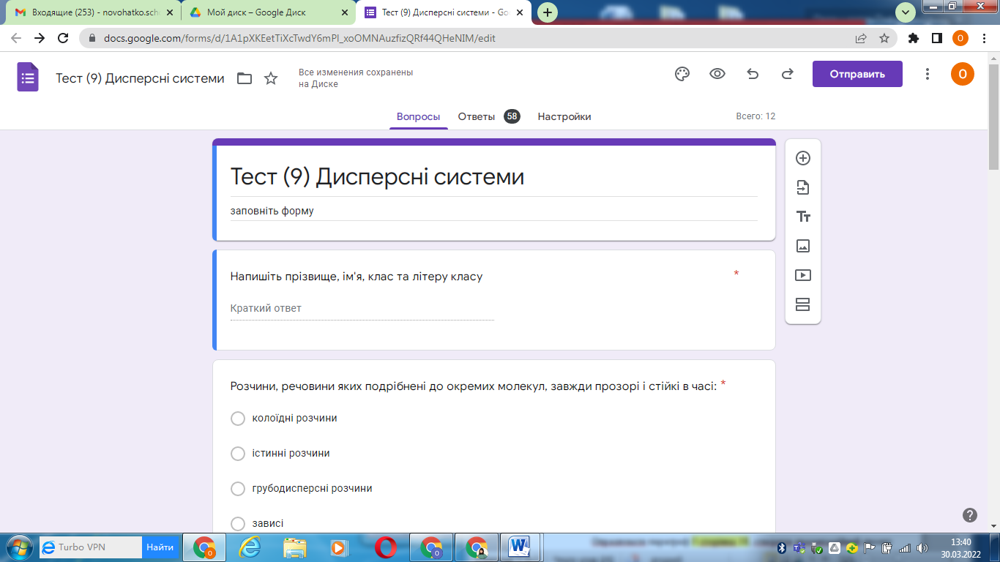 Входящие (253) - novohatko.sch
Мой диск – Google Диск
Тест (9) Дисперсні системи - Go
docs.google.com/forms/d/1A1pXKEetTiXcTwdY6mPl_xoOMNAuzfizQRf44QHeNIM/edit
Тест (9) Дисперсні системи
Все изменения сохранены
на Диске
Отправить
О
Вопросы
Ответы 58
Настройки
Всего: 12
Тест (9) Дисперсні системи
заповніть форму
Напишіть прізвище, ім'я, клас та літеру класу *
Краткий ответ
Розчини, речовини яких подрібнені до окремих молекул, завжди прозорі і стійкі в часі: *
колоїдні розчини
істинні розчини
грубодисперсні розчини
зависі
Turbo VPN
Найти
13:40
30.03.2022